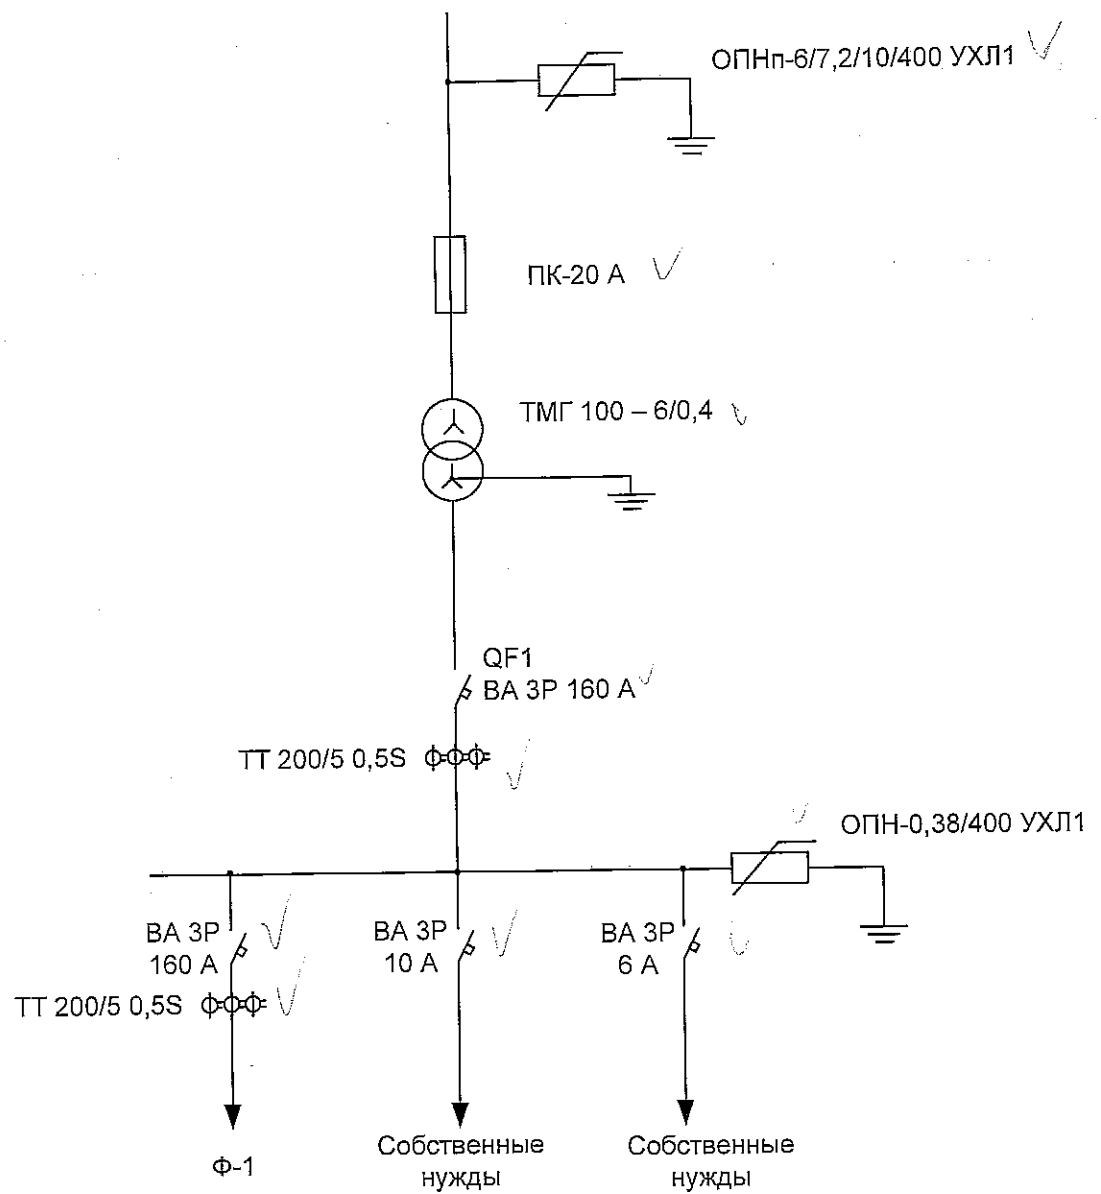 ОПНп-6/7,2/10/400 УХЛ1
ПК-20 А
ТМГ 100 – 6/0,4
QF1
ВА 3Р 160 А
ТТ 200/5 0,5S
ОПН-0,38/400 УХЛ1
ВА 3Р
160 А
ТТ 200/5 0,5S
ВА 3Р
10 А
ВА 3Р
6 А
Ф-1
Собственные
нужды
Собственные
нужды